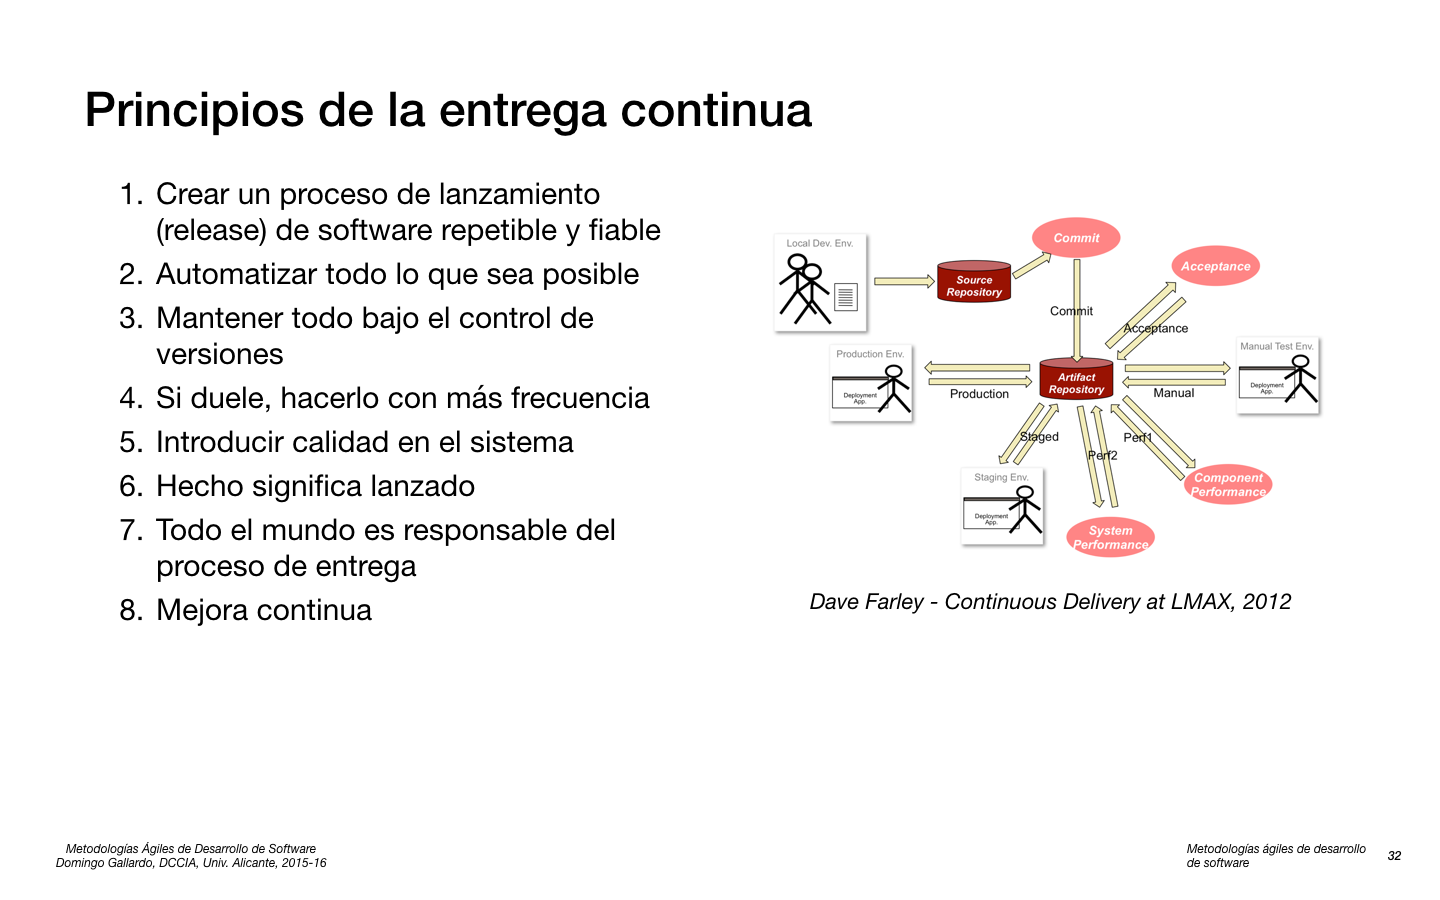 Principios de la entrega continua
1. Crear un proceso de lanzamiento
(release) de software repetible y fiable
2. Automatizar todo lo que sea posible
3. Mantener todo bajo el control de
versiones
4. Si duele, hacerlo con más frecuencia
5. Introducir calidad en el sistema
6. Hecho significa lanzado
7. Todo el mundo es responsable del
proceso de entrega
8. Mejora continua
Local Dev. Env.
Source
Repository
Commit
Acceptance
Commit
Acceptance
Production Env.
Deployment
App.
Production
Artifact
Repository
Manual
Manual Test Env.
Deployment
App.
Staged
Perf2
Perf1
Staging Env.
Deployment
App.
System
Performance
Component
Performance
Dave Farley - Continuous Delivery at LMAX, 2012
Metodologías Ágiles de Desarrollo de Software
Domingo Gallardo, DCCIA, Univ. Alicante, 2015-16
Metodologías ágiles de desarrollo
de software
32